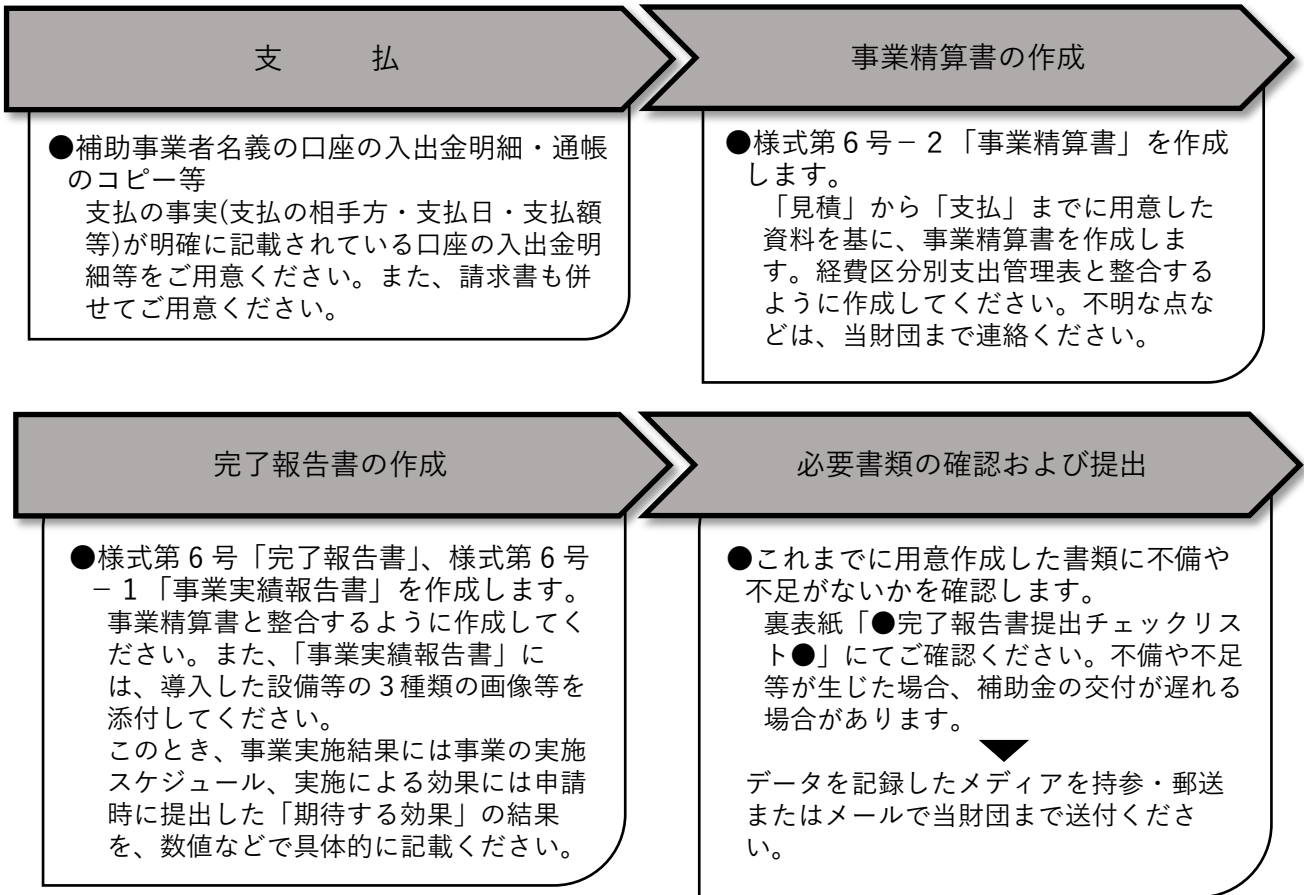 支　　　払
●補助事業者名義の口座の入出金明細・通帳
のコピー等
支払の事実(支払の相手方・支払日・支払額
等)が明確に記載されている口座の入出金明
細等をご用意ください。また、請求書も併
せてご用意ください。
事業精算書の作成
●様式第６号－２「事業精算書」を作成
します。
「見積」から「支払」までに用意した
資料を基に、事業精算書を作成しま
す。経費区分別支出管理表と整合する
ように作成してください。不明な点な
どは、当財団まで連絡ください。
完了報告書の作成
●様式第６号「完了報告書」、様式第６号
－１「事業実績報告書」を作成します。
事業精算書と整合するように作成してく
ださい。また、「事業実績報告書」に
は、導入した設備等の３種類の画像等を
添付してください。
このとき、事業実施結果には事業の実施
スケジュール、実施による効果には申請
時に提出した「期待する効果」の結果
を、数値などで具体的に記載ください。
必要書類の確認および提出
●これまでに用意作成した書類に不備や
不足がないかを確認します。
裏表紙「●完了報告書提出チェックリス
ト●」にてご確認ください。不備や不足
等が生じた場合、補助金の交付が遅れる
場合があります。
データを記録したメディアを持参・郵送
またはメールで当財団まで送付くださ
い。